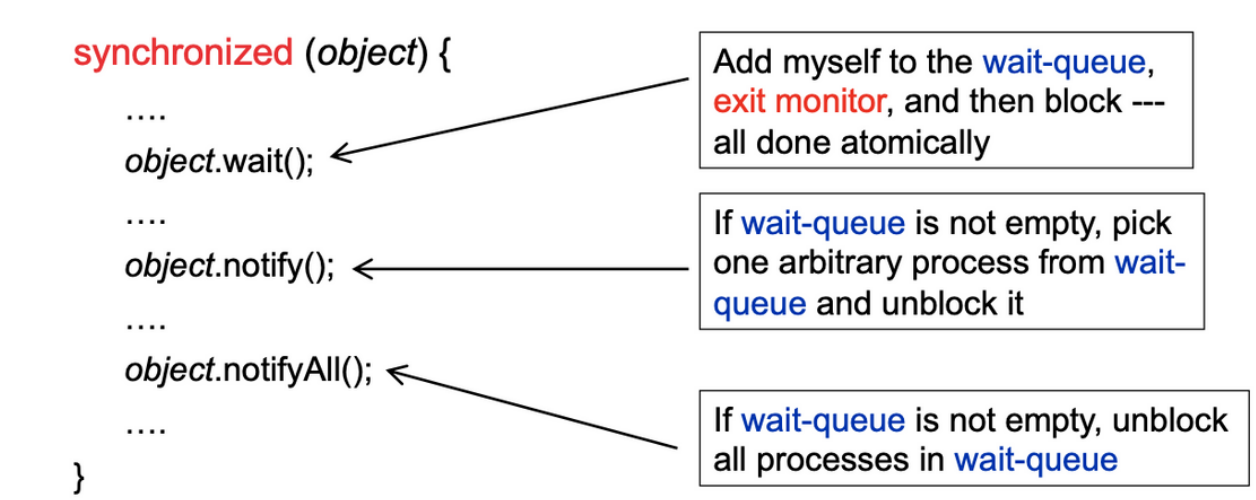 synchronized (object) {
....
object.wait();
....
object.notify();
....
object.notifyAll();
....
}
Add myself to the wait-queue,
exit monitor, and then block ---
all done atomically
If wait-queue is not empty, pick
one arbitrary process from wait-
queue and unblock it
If wait-queue is not empty, unblock
all processes in wait-queue